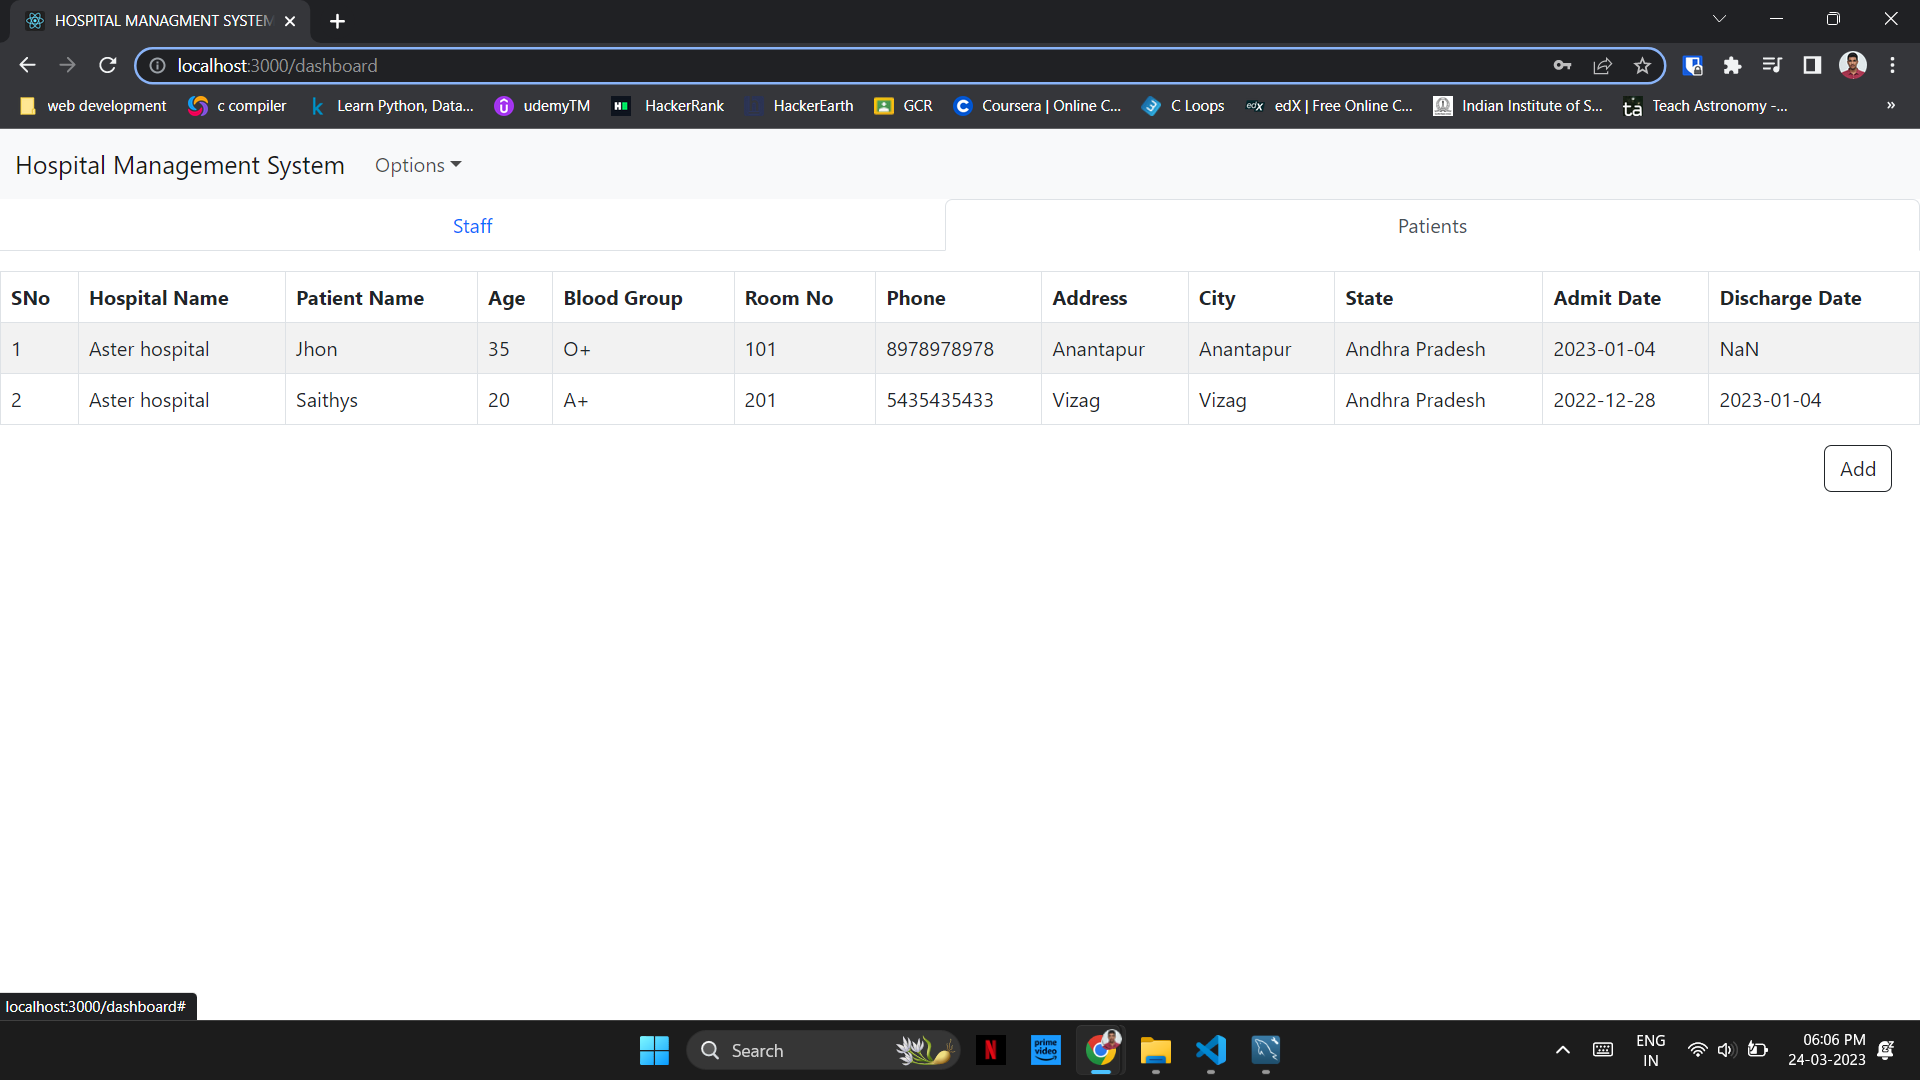 HOSPITAL MANAGMENT SYSTEM
localhost:3000/dashboard
web development c compiler Learn Python, Data... udemyTM HackerRank HackerEarth GCR Coursera | Online C... C Loops edX | Free Online C... Indian Institute of S... Teach Astronomy -...
Hospital Management System Options
Staff Patients
SNo Hospital Name Patient Name Age Blood Group Room No Phone Address City State Admit Date Discharge Date
1 Aster hospital Jhon 35 O+ 101 8978978978 Anantapur Anantapur Andhra Pradesh 2023-01-04 NaN
2 Aster hospital Saithys 20 A+ 201 5435435433 Vizag Vizag Andhra Pradesh 2022-12-28 2023-01-04
Add
localhost:3000/dashboard#
Search prime video ENG IN 06:06 PM
24-03-2023